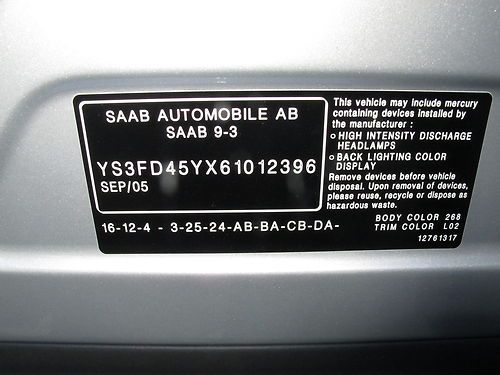 SAAB AUTOMOBILE AB
SAAB 9-3
YS3FD45YX61012396
SEP/05
16-12-4 - 3-25-24-AB-BA-CB-DA-
This vehicle may include mercury
containing devices installed by
the manufacturer :
○ HIGH INTENSITY DISCHARGE
HEADLAMPS
○ BACK LIGHTING COLOR
DISPLAY
Remove devices before vehicle
disposal. Upon removal of devices,
please reuse, recycle or dispose as
hazardous waste.
BODY COLOR 268
TRIM COLOR L02
12761317